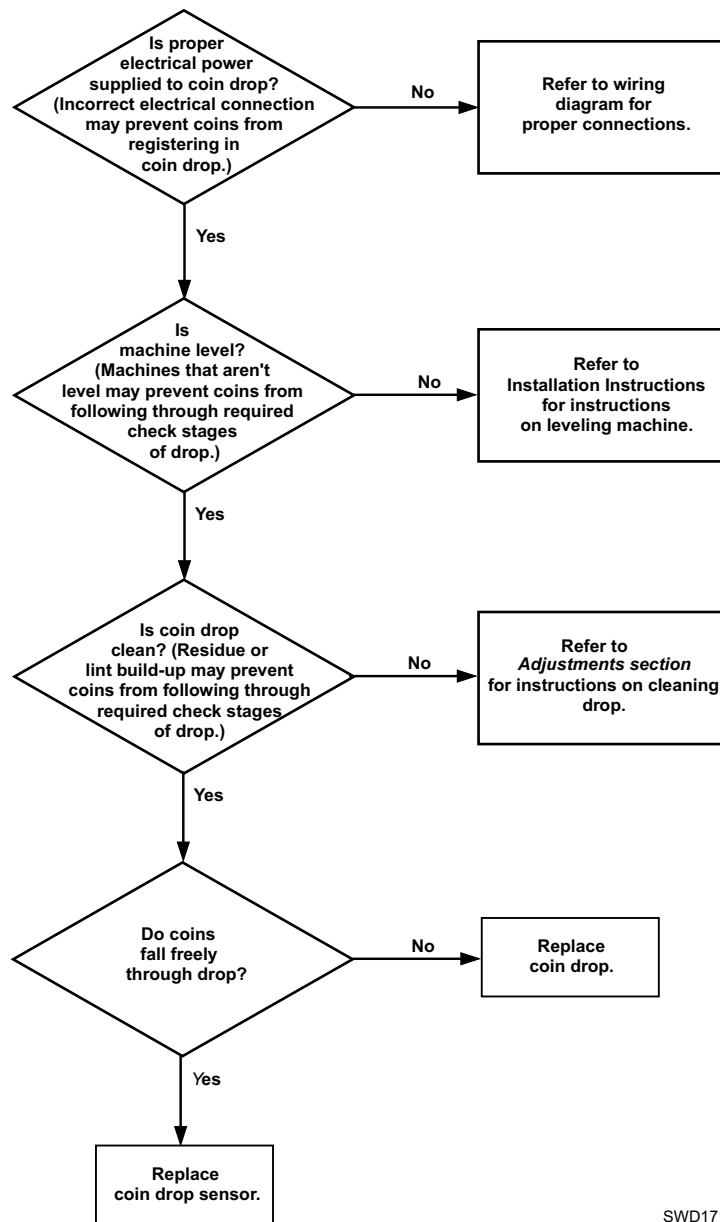 Is proper
electrical power
supplied to coin drop?
(Incorrect electrical connection
may prevent coins from
registering in
coin drop.)
No
Refer to wiring
diagram for
proper connections.
Yes
Is
machine level?
(Machines that aren't
level may prevent coins from
following through required
check stages
of drop.)
No
Refer to
Installation Instructions
for instructions
on leveling machine.
Yes
Is coin drop
clean? (Residue or
lint build-up may prevent
coins from following through
required check stages
of drop.)
No
Refer to
Adjustments section
for instructions on cleaning
drop.
Yes
Do coins
fall freely
through drop?
No
Replace
coin drop.
Yes
Replace
coin drop sensor.
SWD17